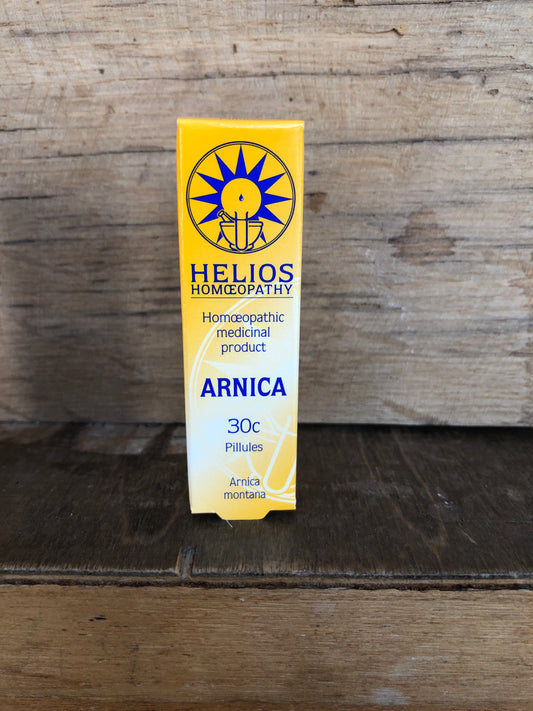 HELIOS
HOMŒOPATHY
Homœopathic
medicinal
product
ARNICA
30c
Pillules
Arnica
montana